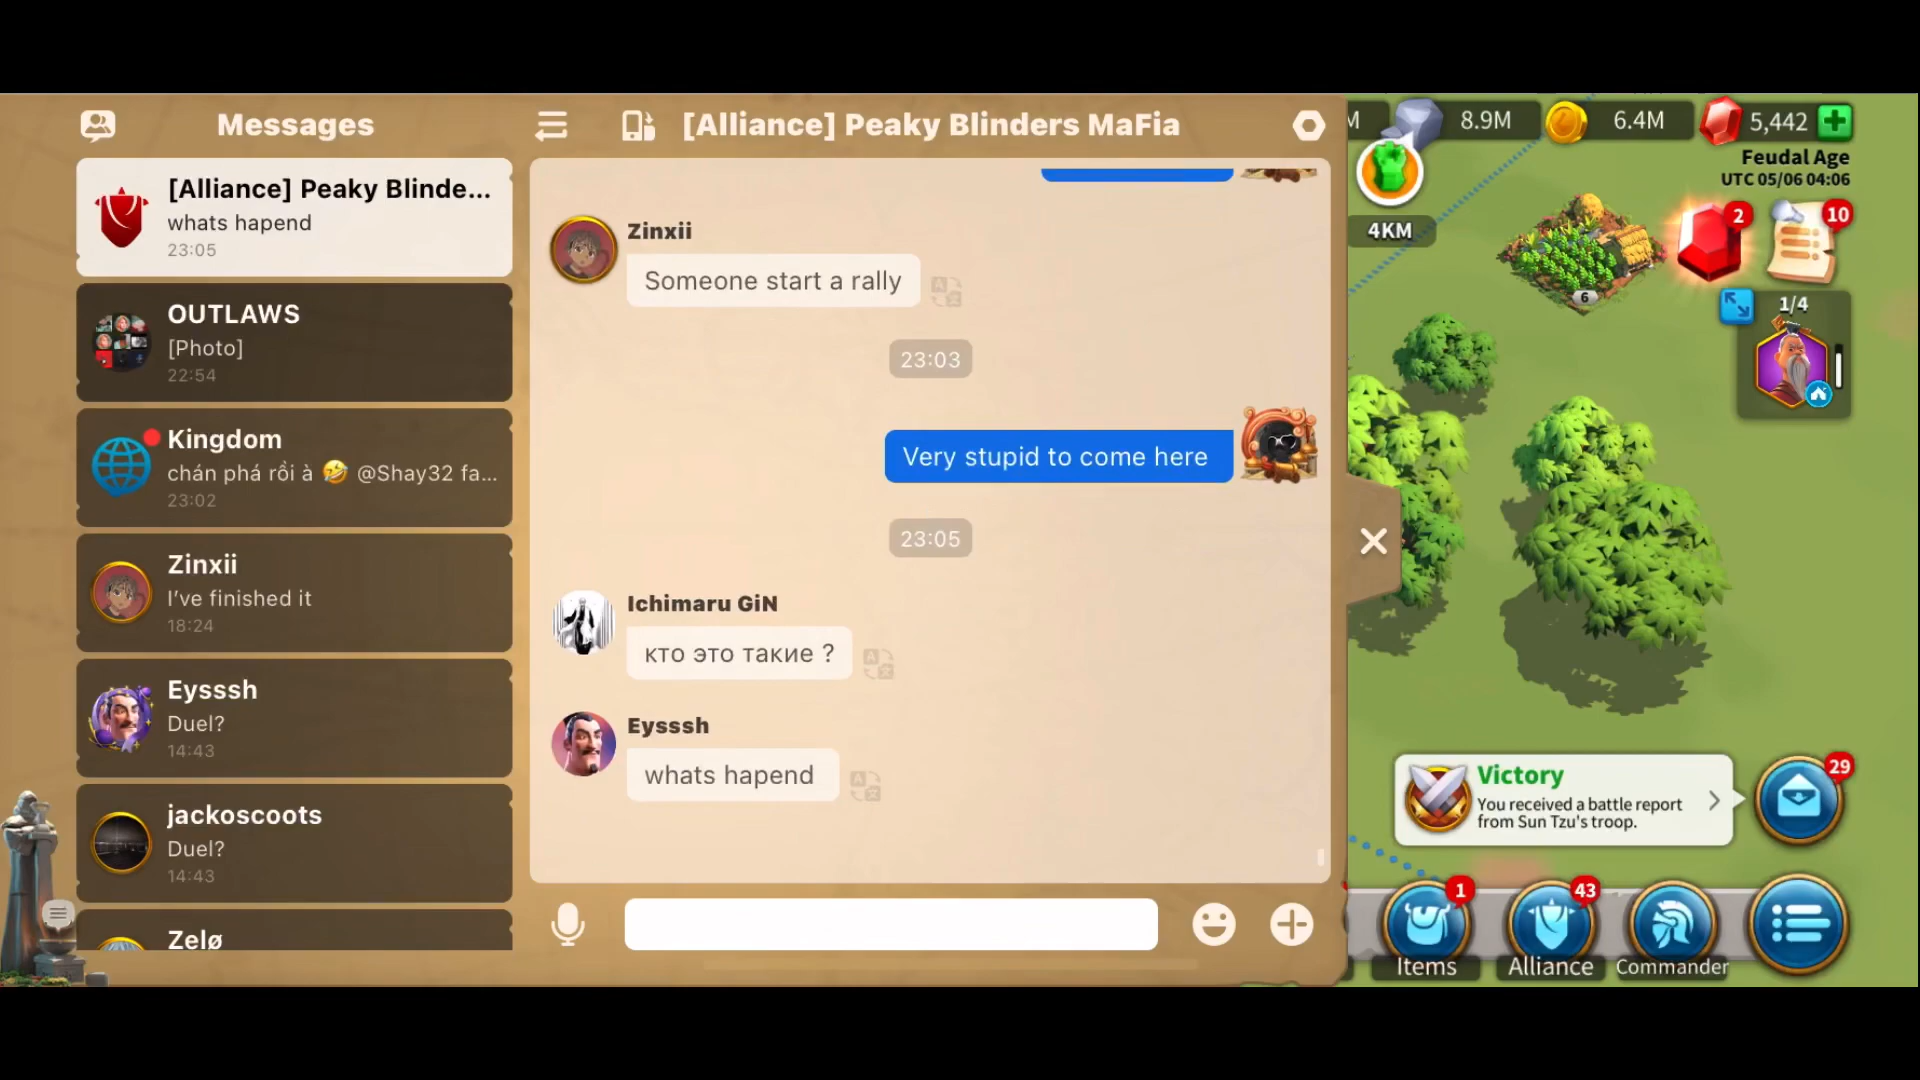 Messages
[Alliance] Peaky Blinde...
whats hapend
23:05
OUTLAWS
[Photo]
22:54
Kingdom
chán phá rồi à 🤣 @Shay32 fa...
23:02
Zinxii
I've finished it
18:24
Eysssh
Duel?
14:43
jackoscoots
Duel?
14:43
Zelø
[Alliance] Peaky Blinders MaFia
Zinxii
Someone start a rally
23:03
Very stupid to come here
23:05
Ichimaru GiN
кто это такие ?
Eysssh
whats hapend
M
8.9M
6.4M
5,442
Feudal Age
UTC 05/06 04:06
4KM
2
10
6
1/4
Victory
You received a battle report
from Sun Tzu's troop.
29
1
43
Items
Alliance
Commander